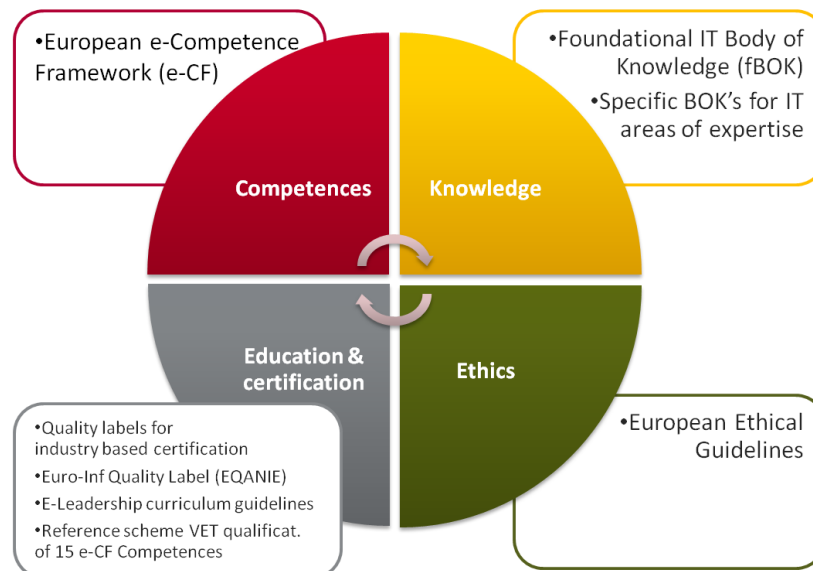 •European e-Competence
Framework (e-CF)
•Foundational IT Body of
Knowledge (fBOK)
•Specific BOK's for IT
areas of expertise
Competences
Knowledge
Education &
certification
Ethics
•Quality labels for
industry based certification
•Euro-Inf Quality Label (EQANIE)
•E-Leadership curriculum guidelines
•Reference scheme VET qualificat.
of 15 e-CF Competences
•European Ethical
Guidelines